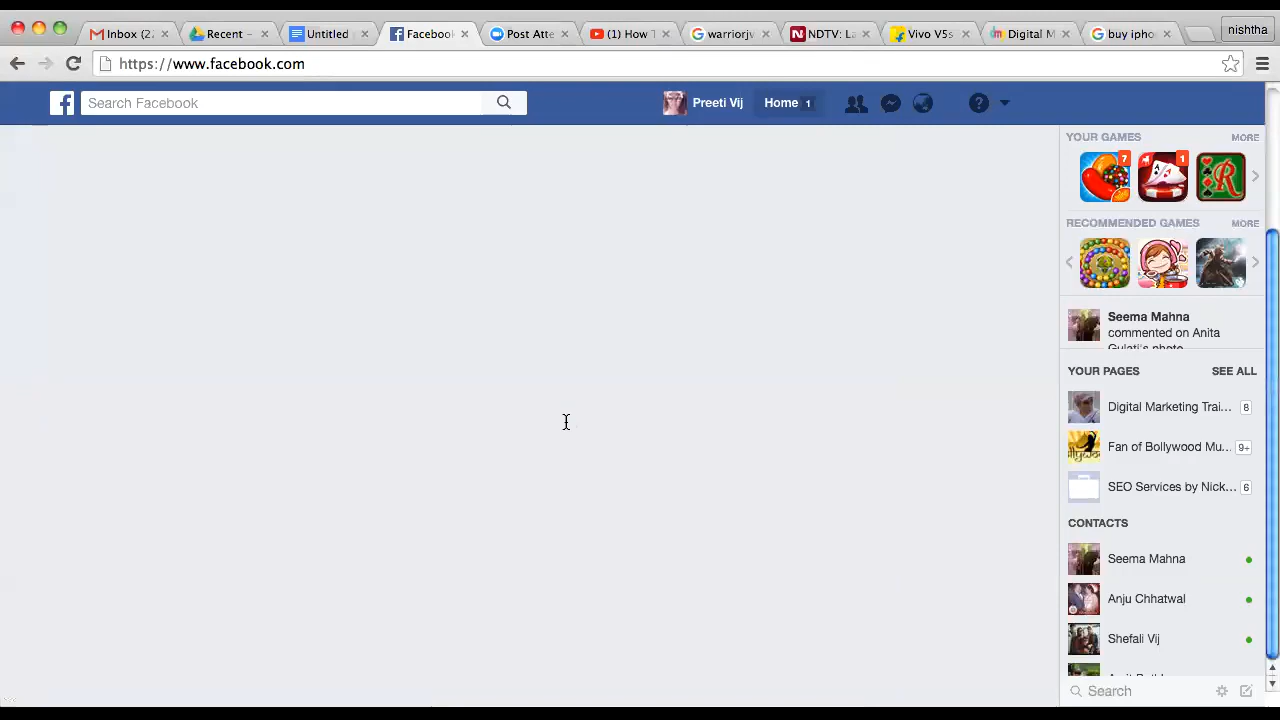 Inbox (2.
Recent –
Untitled
Facebook
Post Atte
(1) How T
warriorjv
NDTV: La
Vivo V5s
Digital M
buy ipho
nishtha
https://www.facebook.com
Search Facebook
Preeti Vij
Home 1
YOUR GAMES MORE
7
1
R
RECOMMENDED GAMES MORE
Seema Mahna
commented on Anita
Gulati's photo
YOUR PAGES SEE ALL
Digital Marketing Trai... 8
Fan of Bollywood Mu... 9+
SEO Services by Nick... 6
CONTACTS
Seema Mahna
Anju Chhatwal
Shefali Vij
Search